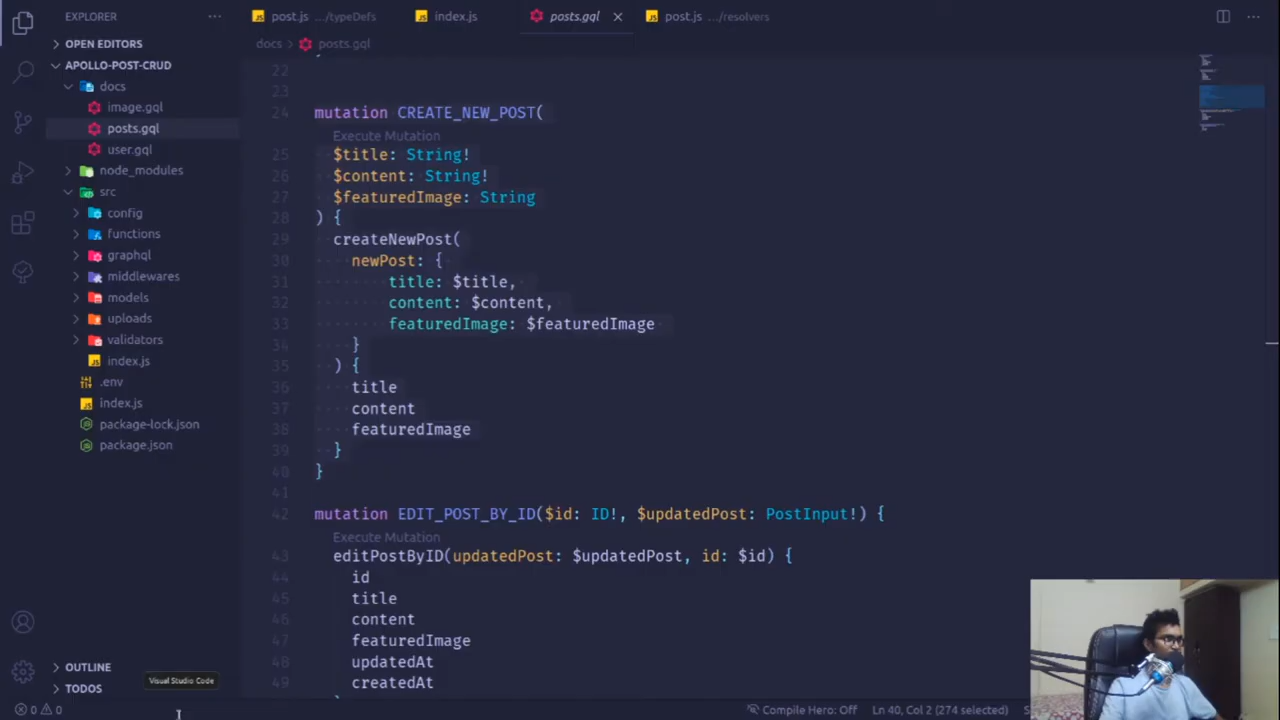 EXPLORER
post.js .../typeDefs
index.js
posts.gql
post.js .../resolvers
OPEN EDITORS
docs > posts.gql
APOLLO-POST-CRUD
docs
image.gql
posts.gql
user.gql
node_modules
src
config
functions
graphql
middlewares
models
uploads
validators
index.js
.env
index.js
package-lock.json
package.json
OUTLINE
TODOS
Visual Studio Code
22
23
24 mutation CREATE_NEW_POST(
Execute Mutation
25 $title: String!
26 $content: String!
27 $featuredImage: String
28 ) {
29 createNewPost(
30 newPost: {
31 title: $title,
32 content: $content,
33 featuredImage: $featuredImage
34 }
35 ) {
36 title
37 content
38 featuredImage
39 }
40 }
41
42 mutation EDIT_POST_BY_ID($id: ID!, $updatedPost: PostInput!) {
Execute Mutation
43 editPostByID(updatedPost: $updatedPost, id: $id) {
44 id
45 title
46 content
47 featuredImage
48 updatedAt
49 createdAt
0 0
Compile Hero: Off
Ln 40, Col 2 (274 selected)